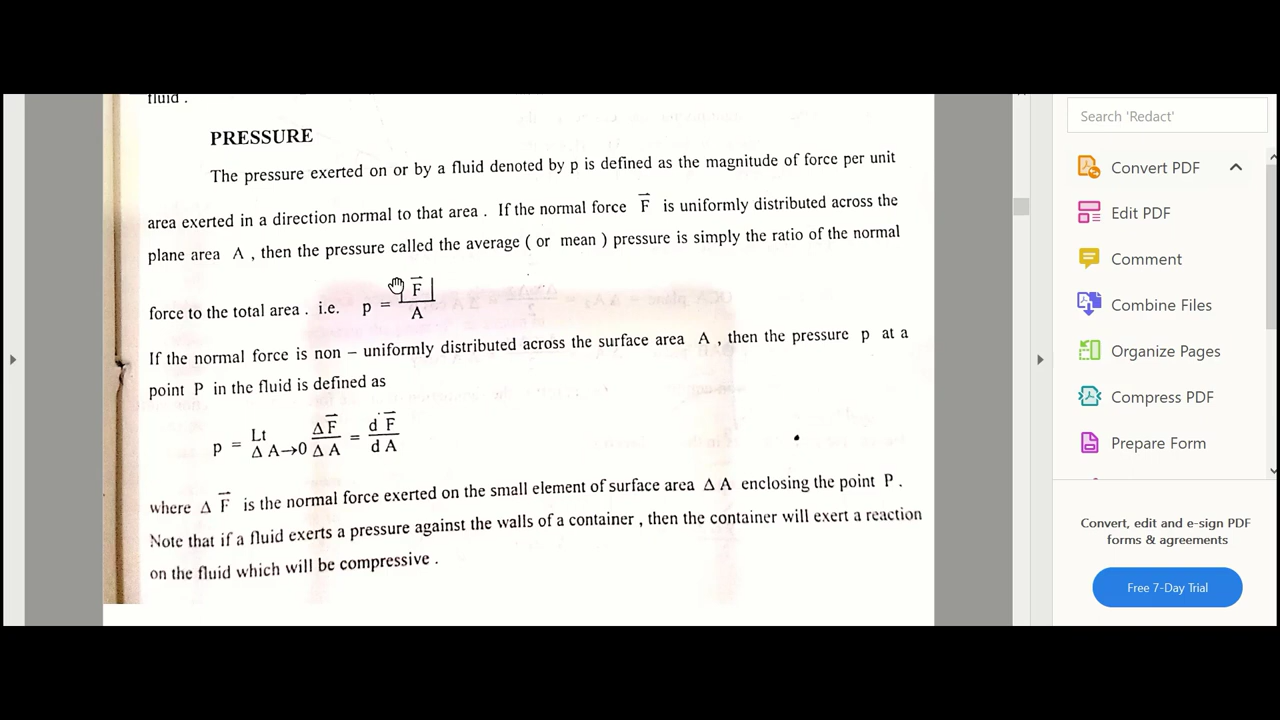 fluid .
PRESSURE
The pressure exerted on or by a fluid denoted by p is defined as the magnitude of force per unit
area exerted in a direction normal to that area . If the normal force F⃗ is uniformly distributed across the
plane area A , then the pressure called the average ( or mean ) pressure is simply the ratio of the normal
force to the total area . i.e. p = | F⃗ | / A
If the normal force is non – uniformly distributed across the surface area A , then the pressure p at a
point P in the fluid is defined as
p = Lt ΔA→0 ΔF⃗ / ΔA = dF⃗ / dA
where Δ F⃗ is the normal force exerted on the small element of surface area Δ A enclosing the point P .
Note that if a fluid exerts a pressure against the walls of a container , then the container will exert a reaction
on the fluid which will be compressive .
Search 'Redact'
Convert PDF
Edit PDF
Comment
Combine Files
Organize Pages
Compress PDF
Prepare Form
Convert, edit and e-sign PDF
forms & agreements
Free 7-Day Trial